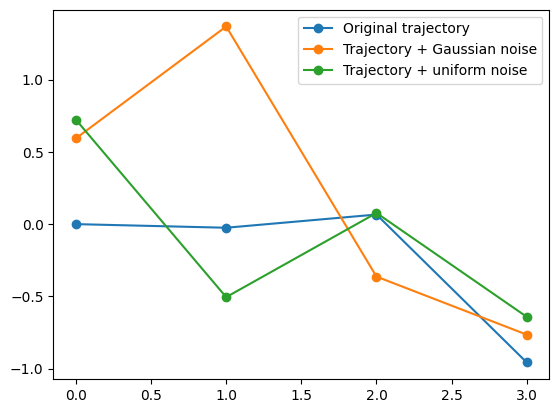 Original trajectory
Trajectory + Gaussian noise
Trajectory + uniform noise
1.0
0.5
0.0
−0.5
−1.0
0.0 0.5 1.0 1.5 2.0 2.5 3.0